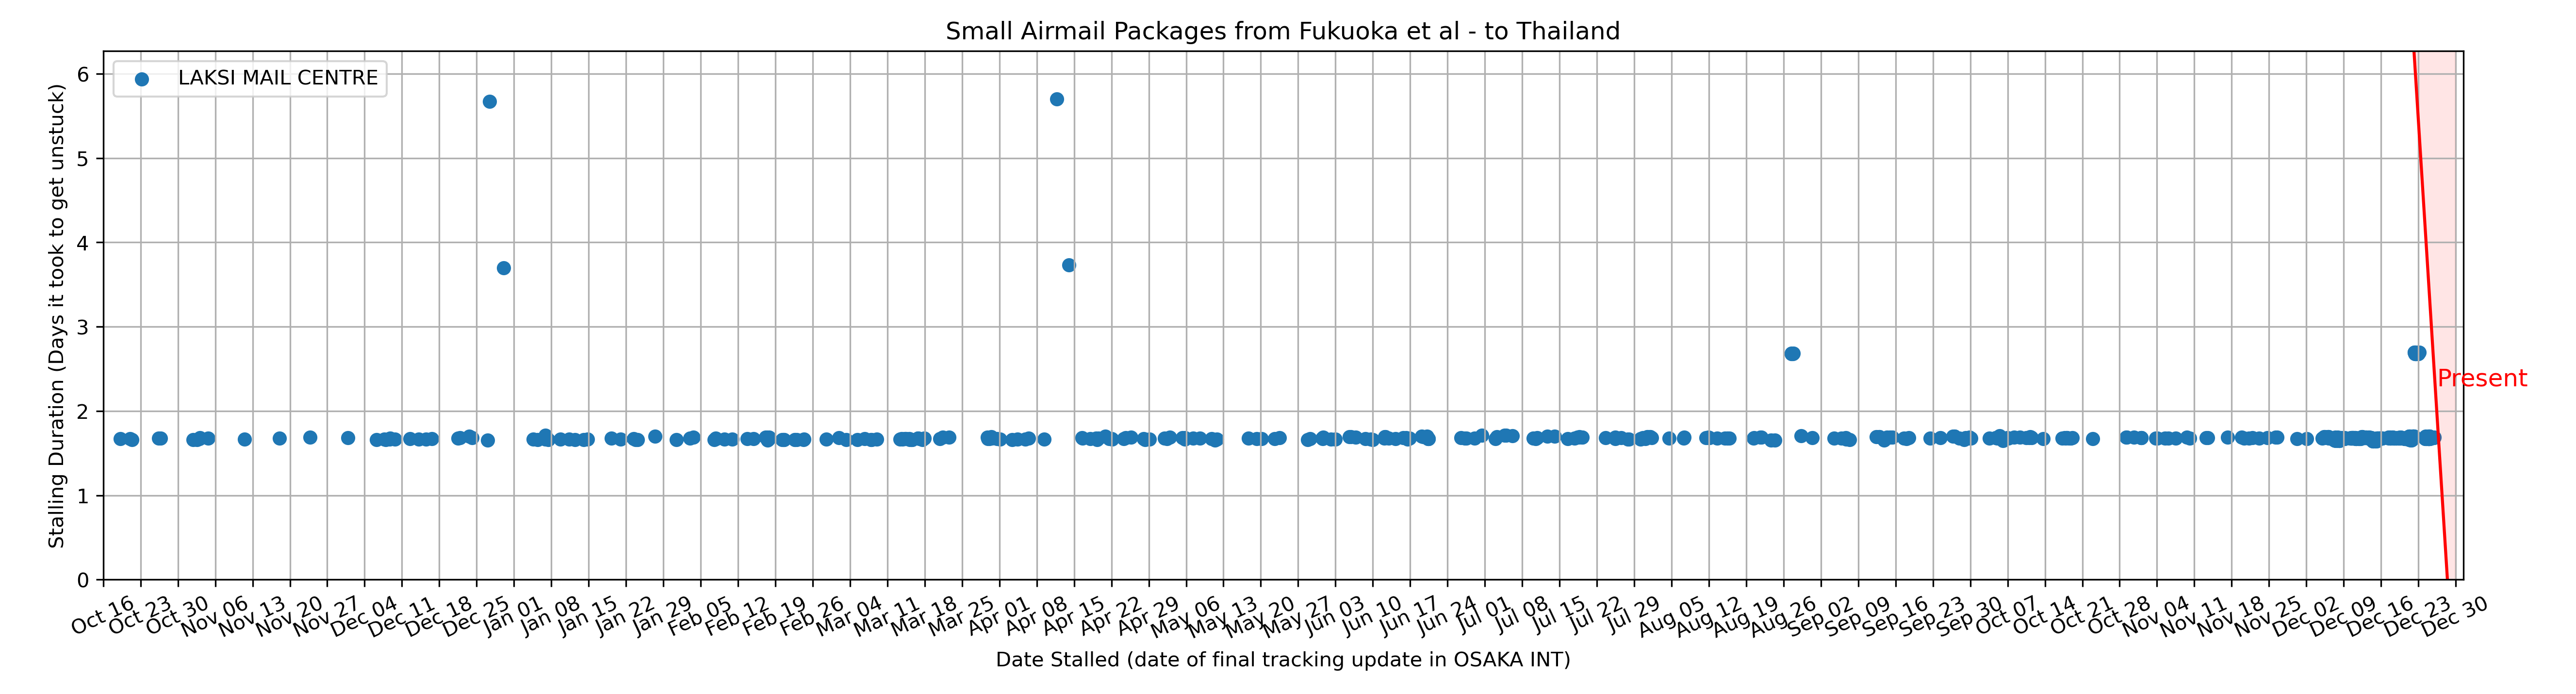 Small Airmail Packages from Fukuoka et al - to Thailand
LAKSI MAIL CENTRE
Stalling Duration (Days it took to get unstuck)
6
5
4
3
2
1
0
Present
Oct 16
Oct 23
Oct 30
Nov 06
Nov 13
Nov 20
Nov 27
Dec 04
Dec 11
Dec 18
Dec 25
Jan 01
Jan 08
Jan 15
Jan 22
Jan 29
Feb 05
Feb 12
Feb 19
Feb 26
Mar 04
Mar 11
Mar 18
Mar 25
Apr 01
Apr 08
Apr 15
Apr 22
Apr 29
May 06
May 13
May 20
May 27
Jun 03
Jun 10
Jun 17
Jun 24
Jul 01
Jul 08
Jul 15
Jul 22
Jul 29
Aug 05
Aug 12
Aug 19
Aug 26
Sep 02
Sep 09
Sep 16
Sep 23
Sep 30
Oct 07
Oct 14
Oct 21
Oct 28
Nov 04
Nov 11
Nov 18
Nov 25
Dec 02
Dec 09
Dec 16
Dec 23
Dec 30
Date Stalled (date of final tracking update in OSAKA INT)